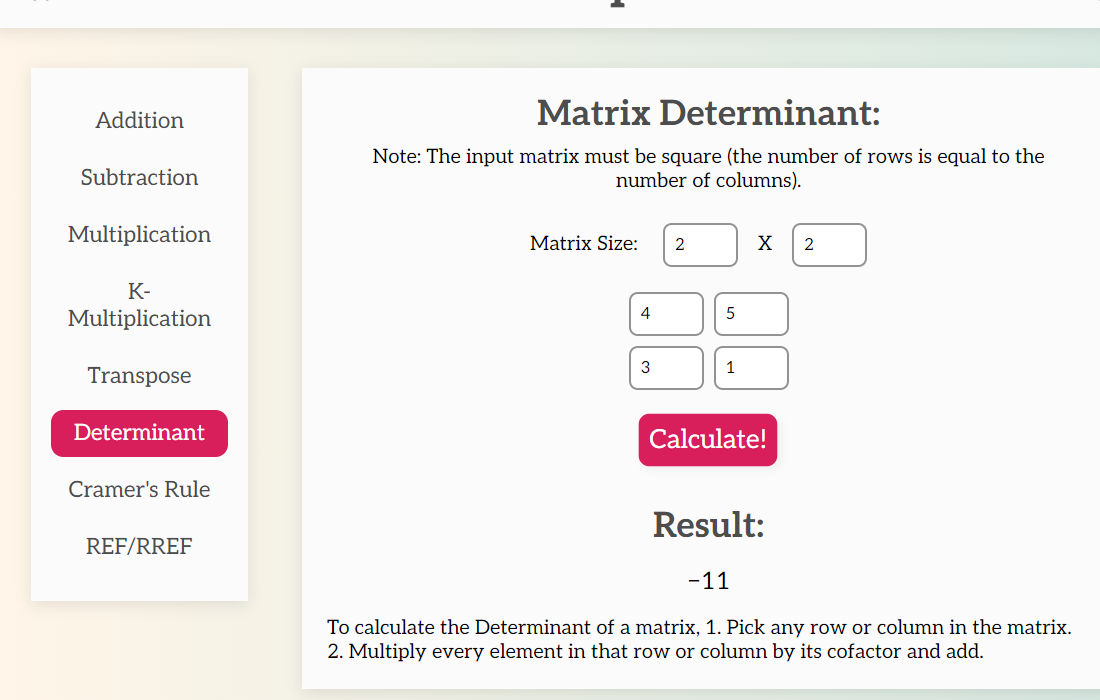 Addition
Subtraction
Multiplication
K-
Multiplication
Transpose
Determinant
Cramer's Rule
REF/RREF
Matrix Determinant:
Note: The input matrix must be square (the number of rows is equal to the
number of columns).
Matrix Size: 2 X 2
4 5
3 1
Calculate!
Result:
−11
To calculate the Determinant of a matrix, 1. Pick any row or column in the matrix.
2. Multiply every element in that row or column by its cofactor and add.